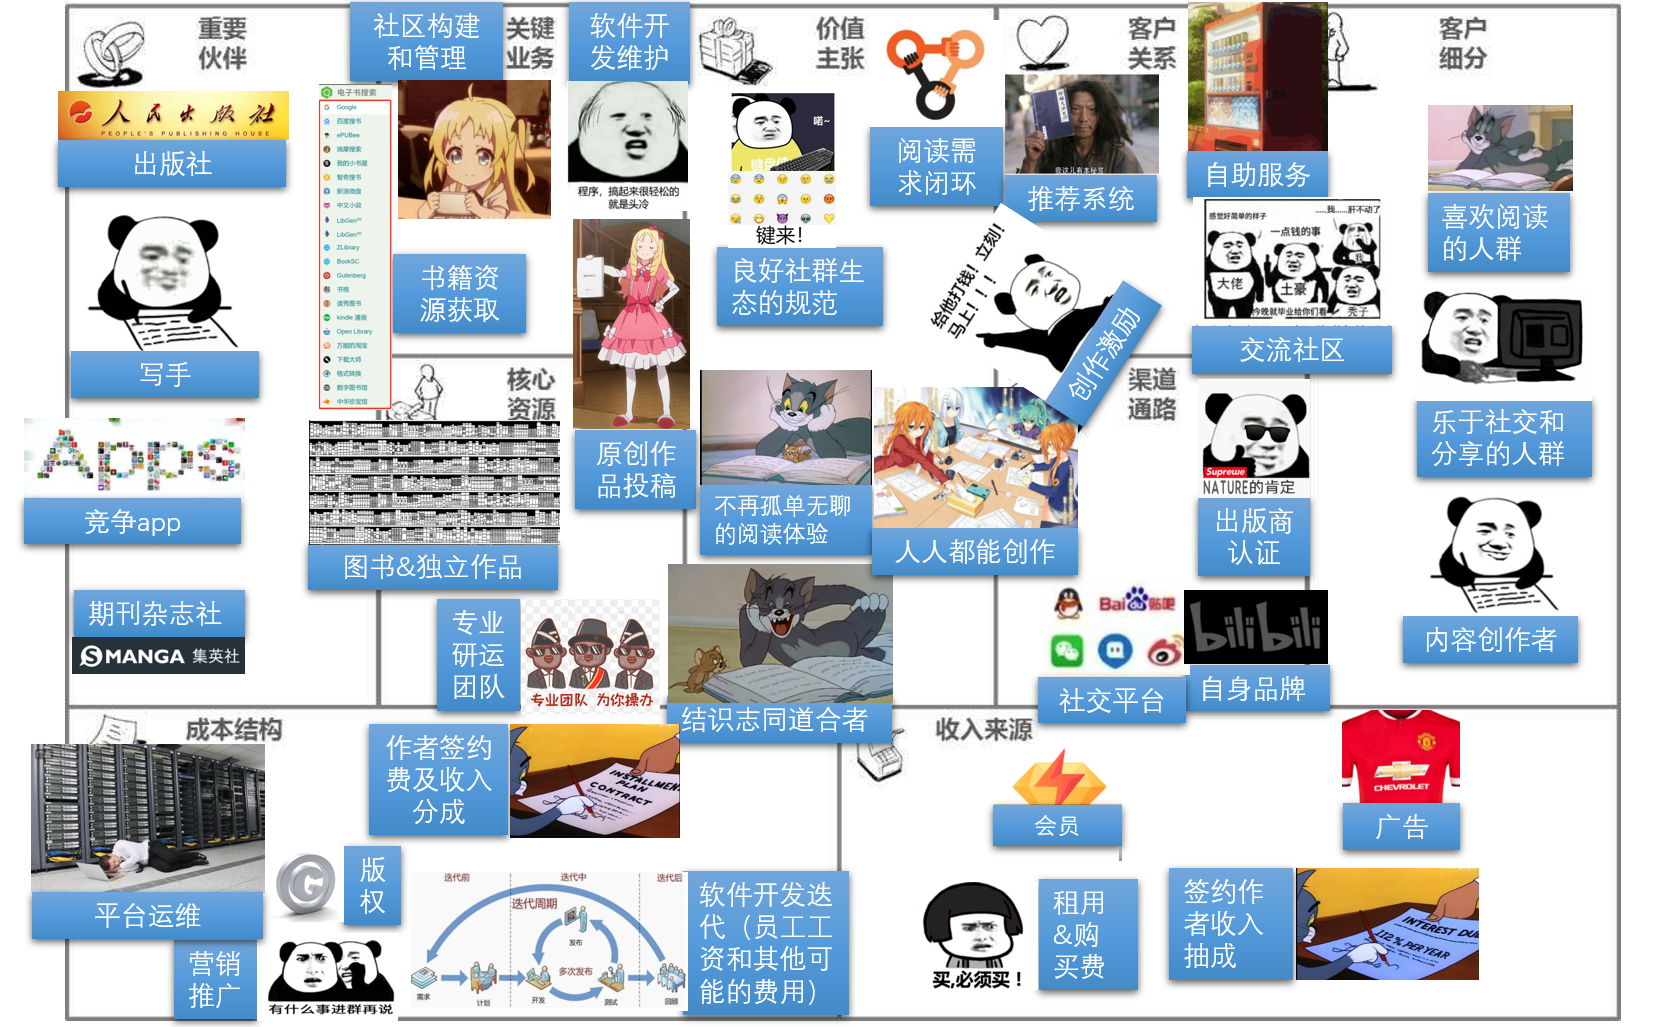 重要
伙伴
人民出版社
PEOPLE'S PUBLISHING HOUSE
出版社
写手
Apps
竞争app
期刊杂志社
S MANGA 集英社
社区构建
和管理
关键
业务
软件开
发维护
电子书搜索
Google
百度搜书
ePUBee
鸠摩搜索
我的小书屋
智奇搜书
新浪微盘
中文小说
LibGen
LibGen
ZLibrary
BookSC
Gutenberg
书格
读秀图书
kindle 漫画
Open Library
万能的淘宝
下载大师
格式转换
数字图书馆
中华珍宝馆
书籍资
源获取
程序，搞起来很轻松的
就是头冷
原创作
品投稿
核心
资源
图书&独立作品
专业
研运
团队
专业团队 为你操办
价值
主张
喏~
键来！
良好社群生
态的规范
阅读需
求闭环
不再孤单无聊
的阅读体验
人人都能创作
结识志同道合者
给他打钱！立刻！
马上！！！
创作激励
客户
关系
我这儿有本秘笈
推荐系统
自助服务
感觉好简单的样子
.....我......肝不动了
一点钱的事
大佬
土豪
我
秃子
今晚就毕业给你们看
交流社区
渠道
通路
Suprewe
NATURE的肯定
出版商
认证
Bai du 贴吧
社交平台
bilibili
自身品牌
客户
细分
喜欢阅读
的人群
乐于社交和
分享的人群
内容创作者
成本结构
平台运维
版
权
营销
推广
有什么事进群再说
作者签约
费及收入
分成
INSTALLMENT
PLAN
CONTRACT
迭代前
迭代中
迭代后
迭代周期
发布
多次发布
需求
计划
开发
测试
回顾
软件开发迭
代（员工工
资和其他可
能的费用）
收入来源
会员
CHEVROLET
广告
买,必须买！
租用
&购
买费
签约作
者收入
抽成
INTEREST DUE
112% PER YEAR